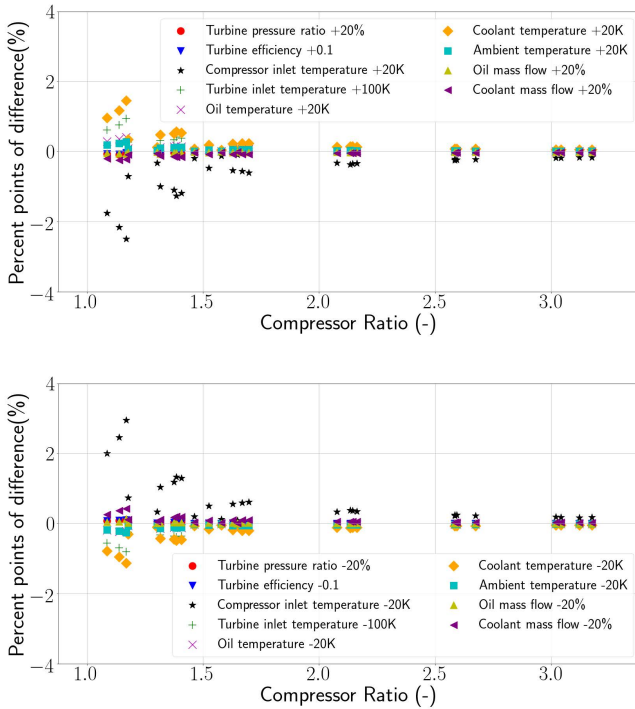 4
2
0
−2
−4
Percent points of difference(%)
Turbine pressure ratio +20%
Turbine efficiency +0.1
Compressor inlet temperature +20K
Turbine inlet temperature +100K
Oil temperature +20K
Coolant temperature +20K
Ambient temperature +20K
Oil mass flow +20%
Coolant mass flow +20%
1.0 1.5 2.0 2.5 3.0
Compressor Ratio (-)
4
2
0
−2
−4
Percent points of difference(%)
Turbine pressure ratio -20%
Turbine efficiency -0.1
Compressor inlet temperature -20K
Turbine inlet temperature -100K
Oil temperature -20K
Coolant temperature -20K
Ambient temperature -20K
Oil mass flow -20%
Coolant mass flow -20%
1.0 1.5 2.0 2.5 3.0
Compressor Ratio (-)